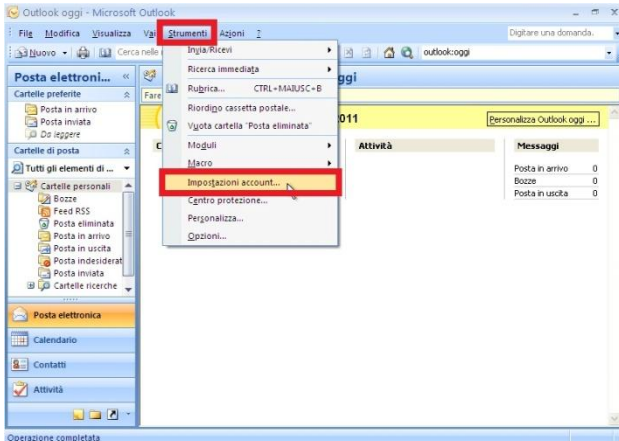 Outlook oggi - Microsoft Outlook
File Modifica Visualizza Vai Strumenti Azioni ?
Digitare una domanda.
Nuovo
Cerca nelle
Invia/Ricevi
outlook:oggi
Posta elettroni... «
Ricerca immediata
ggi
Cartelle preferite
Fare
Rubrica... CTRL+MAIUSC+B
Posta in arrivo
Posta inviata
Da leggere
Riordino cassetta postale...
2011
Personalizza Outlook oggi ...
Vuota cartella "Posta eliminata"
Cartelle di posta
Moduli
Attività
Messaggi
Tutti gli elementi di ...
Macro
Posta in arrivo 0
Cartelle personali
Impostazioni account...
Bozze 0
Bozze
Centro protezione...
Posta in uscita 0
Feed RSS
Personalizza...
Posta eliminata
Opzioni...
Posta in arrivo
Posta in uscita
Posta indesiderat
Posta inviata
Cartelle ricerche
Posta elettronica
Calendario
Contatti
Attività
Operazione completata